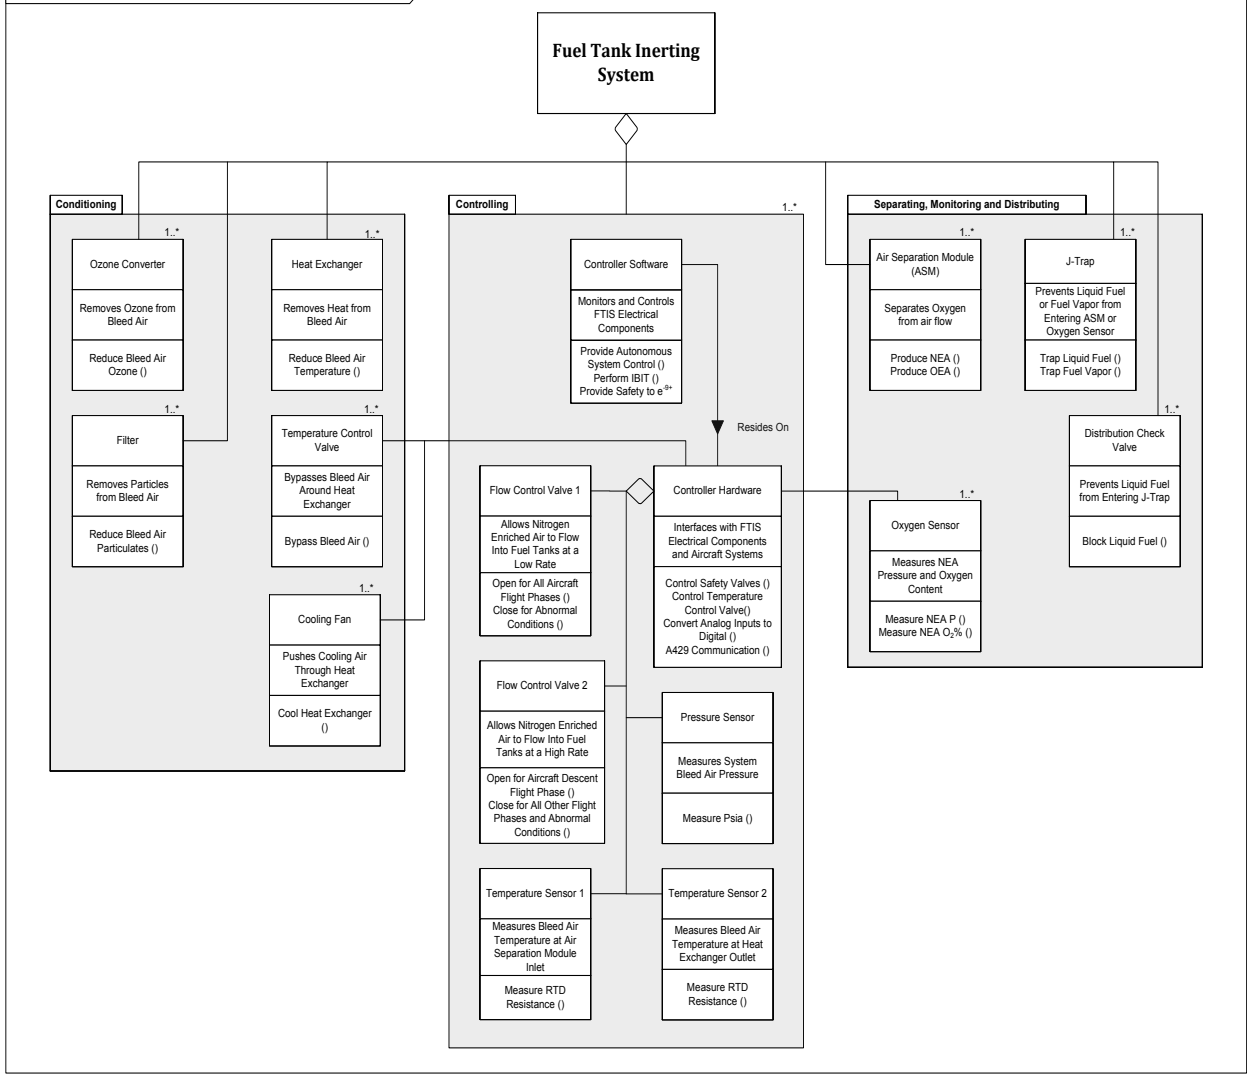 Fuel Tank Inerting
System
Conditioning
1..*
Ozone Converter
Removes Ozone from
Bleed Air
Reduce Bleed Air
Ozone ()
1..*
Heat Exchanger
Removes Heat from
Bleed Air
Reduce Bleed Air
Temperature ()
1..*
Filter
Removes Particles
from Bleed Air
Reduce Bleed Air
Particulates ()
1..*
Temperature Control
Valve
Bypasses Bleed Air
Around Heat
Exchanger
Bypass Bleed Air ()
1..*
Cooling Fan
Pushes Cooling Air
Through Heat
Exchanger
Cool Heat Exchanger
()
Controlling
1..*
Controller Software
Monitors and Controls
FTIS Electrical
Components
Provide Autonomous
System Control ()
Perform IBIT ()
Provide Safety to e-9+
Resides On
Flow Control Valve 1
Allows Nitrogen
Enriched Air to Flow
Into Fuel Tanks at a
Low Rate
Open for All Aircraft
Flight Phases ()
Close for Abnormal
Conditions ()
Controller Hardware
Interfaces with FTIS
Electrical Components
and Aircraft Systems
Control Safety Valves ()
Control Temperature
Control Valve()
Convert Analog Inputs to
Digital ()
A429 Communication ()
Flow Control Valve 2
Allows Nitrogen Enriched
Air to Flow Into Fuel
Tanks at a High Rate
Open for Aircraft Descent
Flight Phase ()
Close for All Other Flight
Phases and Abnormal
Conditions ()
Pressure Sensor
Measures System
Bleed Air Pressure
Measure Psia ()
Temperature Sensor 1
Measures Bleed Air
Temperature at Air
Separation Module
Inlet
Measure RTD
Resistance ()
Temperature Sensor 2
Measures Bleed Air
Temperature at Heat
Exchanger Outlet
Measure RTD
Resistance ()
Separating, Monitoring and Distributing
1..*
Air Separation Module
(ASM)
Separates Oxygen
from air flow
Produce NEA ()
Produce OEA ()
1..*
J-Trap
Prevents Liquid Fuel
or Fuel Vapor from
Entering ASM or
Oxygen Sensor
Trap Liquid Fuel ()
Trap Fuel Vapor ()
1..*
Distribution Check
Valve
Prevents Liquid Fuel
from Entering J-Trap
Block Liquid Fuel ()
1..*
Oxygen Sensor
Measures NEA
Pressure and Oxygen
Content
Measure NEA P ()
Measure NEA O₂% ()